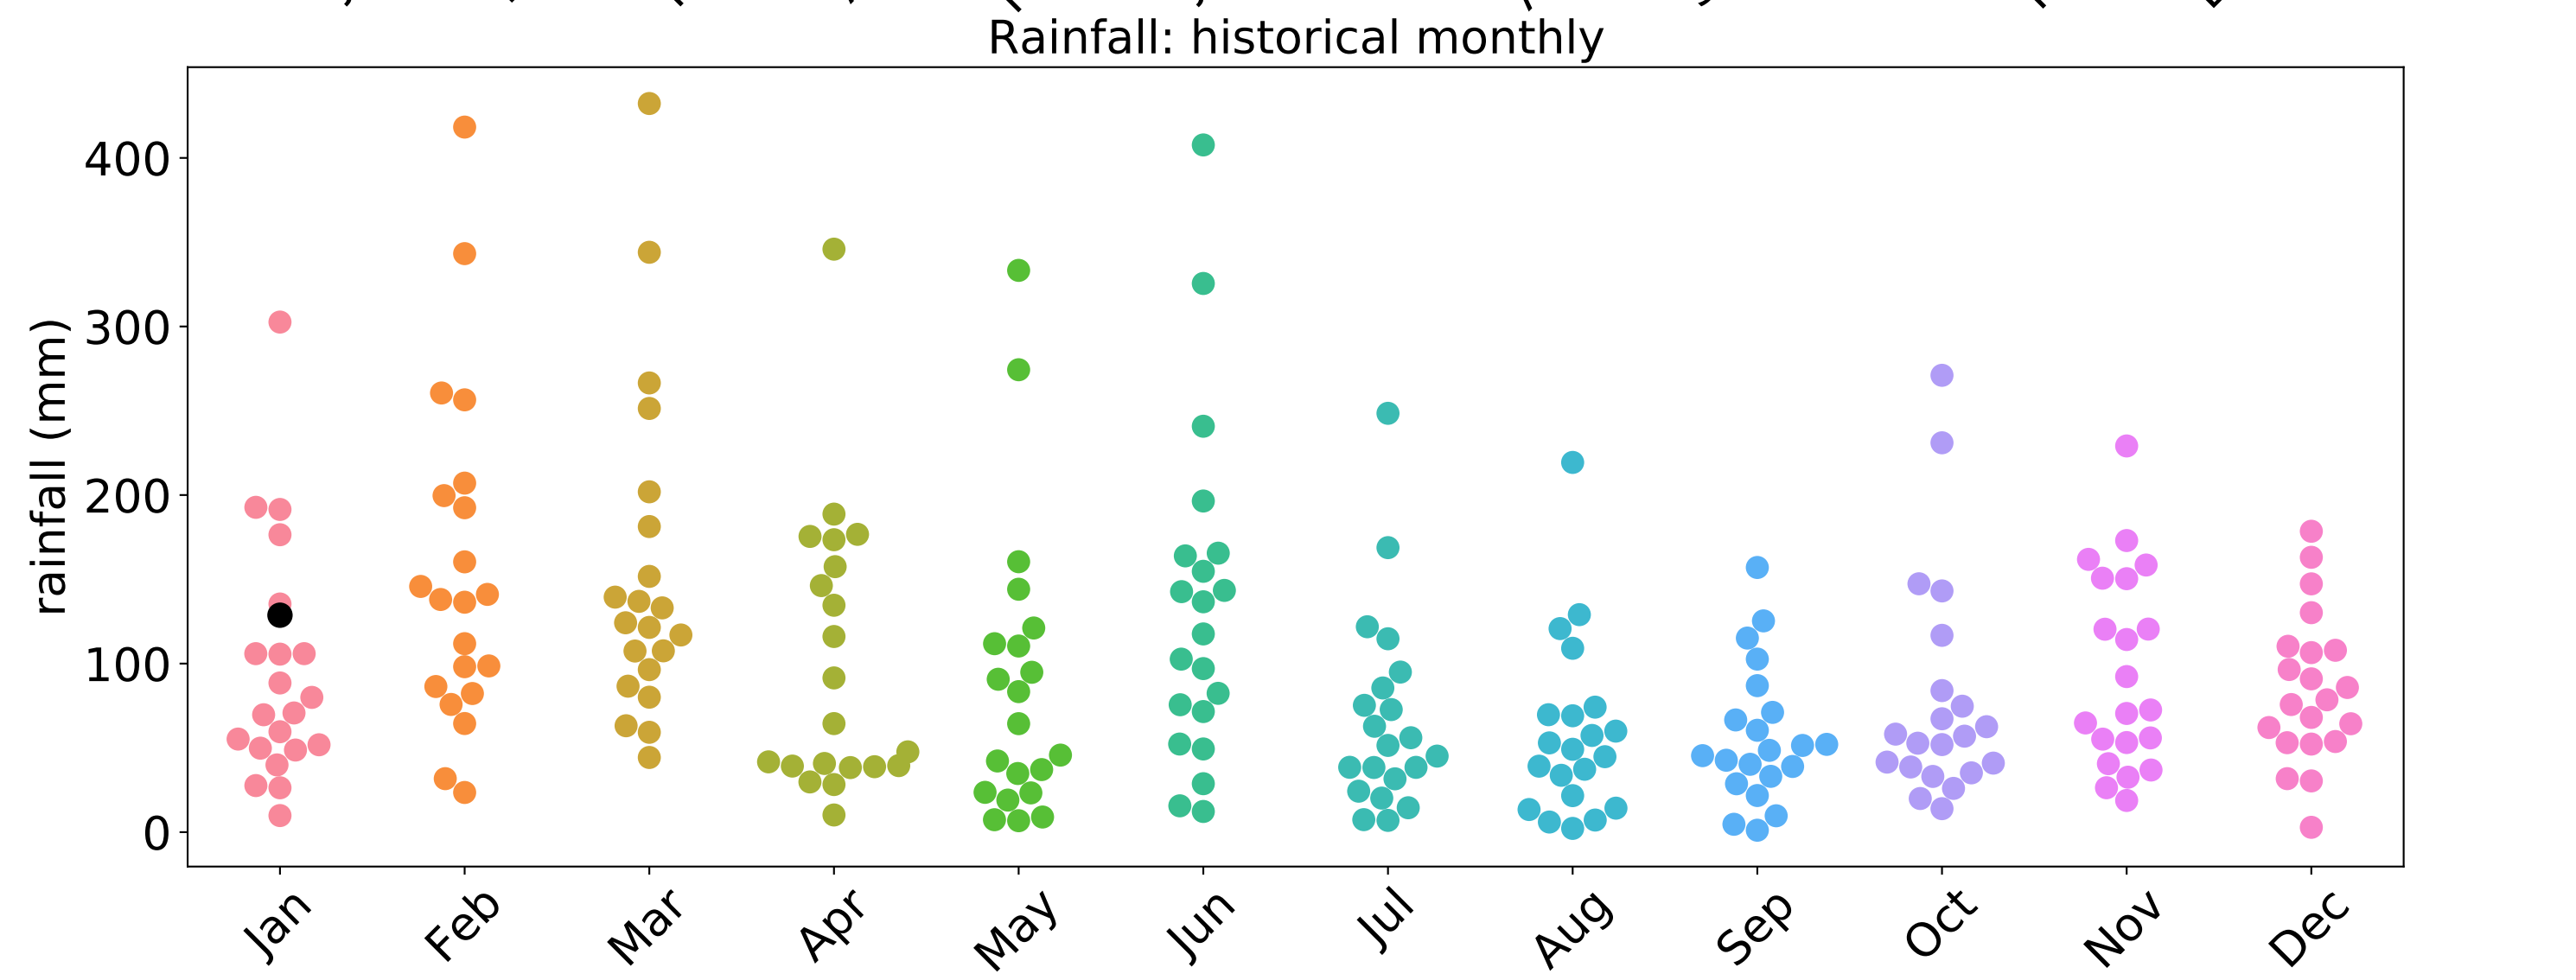 Rainfall: historical monthly
rainfall (mm)
400
300
200
100
0
Jan
Feb
Mar
Apr
May
Jun
Jul
Aug
Sep
Oct
Nov
Dec